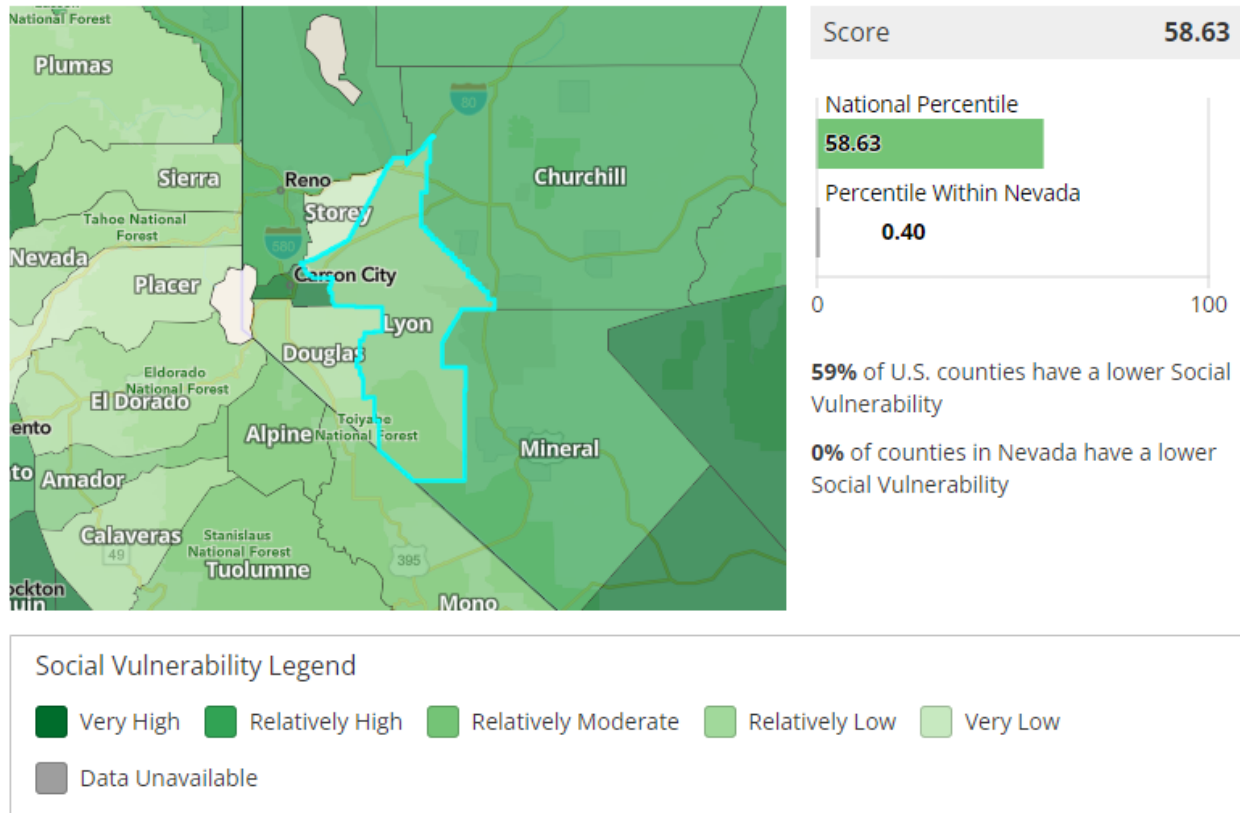 National Forest
Plumas
80
Sierra
Reno
Churchill
Storey
Tahoe National
Forest
580
Nevada
Placer
Carson City
Lyon
Douglas
Eldorado
National Forest
El Dorado
ento
Toiyabe
National Forest
Alpine
Mineral
to
Amador
Calaveras
49
Stanislaus
National Forest
395
Tuolumne
ockton
uin
Mono
Score 58.63
National Percentile
58.63
Percentile Within Nevada
0.40
0 100
59% of U.S. counties have a lower Social
Vulnerability
0% of counties in Nevada have a lower
Social Vulnerability
Social Vulnerability Legend
Very High Relatively High Relatively Moderate Relatively Low Very Low
Data Unavailable